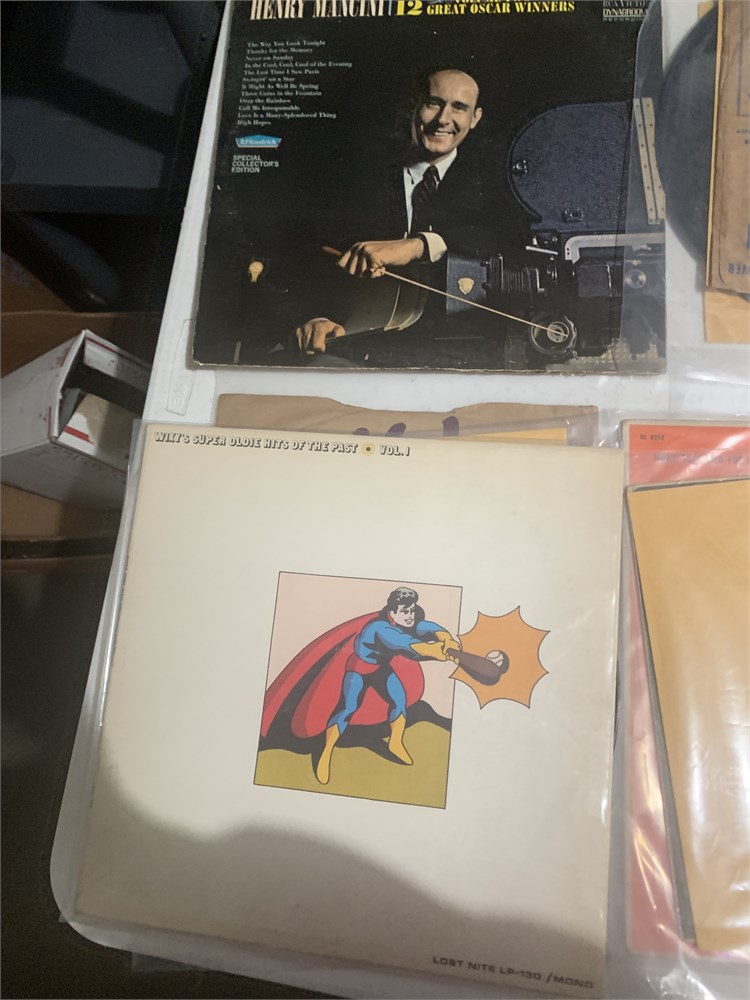 HENRY MANCINI 12
GREAT OSCAR WINNERS
RCA VICTOR
DYNAGROOVE
RECORDING
The Way You Look Tonight
Thanks for the Memory
Never on Sunday
In the Cool, Cool, Cool of the Evening
The Last Time I Saw Paris
Swingin' on a Star
It Might As Well Be Spring
Three Coins in the Fountain
Over the Rainbow
Call Me Irresponsible
Love Is a Many-Splendored Thing
High Hopes
BFGoodrich
SPECIAL
COLLECTOR'S
EDITION
WIXY'S SUPER OLDIE HITS OF THE PAST VOL. 1
LOST NITE LP-130 / MONO